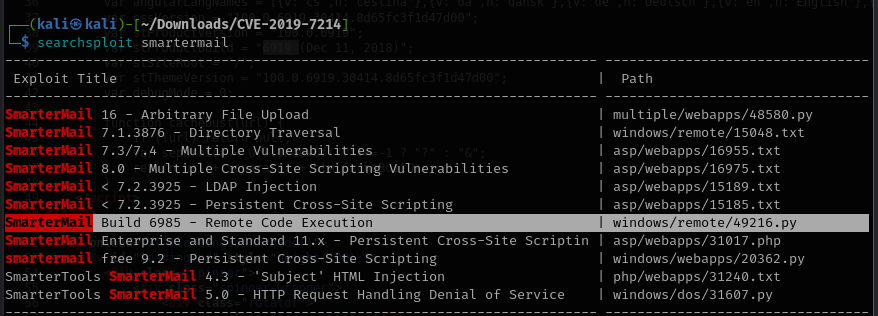 (kali㉿kali)-[~/Downloads/CVE-2019-7214]
$ searchsploit smartermail
Exploit Title | Path
SmarterMail 16 - Arbitrary File Upload | multiple/webapps/48580.py
SmarterMail 7.1.3876 - Directory Traversal | windows/remote/15048.txt
SmarterMail 7.3/7.4 - Multiple Vulnerabilities | asp/webapps/16955.txt
SmarterMail 8.0 - Multiple Cross-Site Scripting Vulnerabilities | asp/webapps/16975.txt
SmarterMail < 7.2.3925 - LDAP Injection | asp/webapps/15189.txt
SmarterMail < 7.2.3925 - Persistent Cross-Site Scripting | asp/webapps/15185.txt
SmarterMail Build 6985 - Remote Code Execution | windows/remote/49216.py
SmarterMail Enterprise and Standard 11.x - Persistent Cross-Site Scriptin | asp/webapps/31017.php
smartermail free 9.2 - Persistent Cross-Site Scripting | windows/webapps/20362.py
SmarterTools SmarterMail 4.3 - 'Subject' HTML Injection | php/webapps/31240.txt
SmarterTools SmarterMail 5.0 - HTTP Request Handling Denial of Service | windows/dos/31607.py